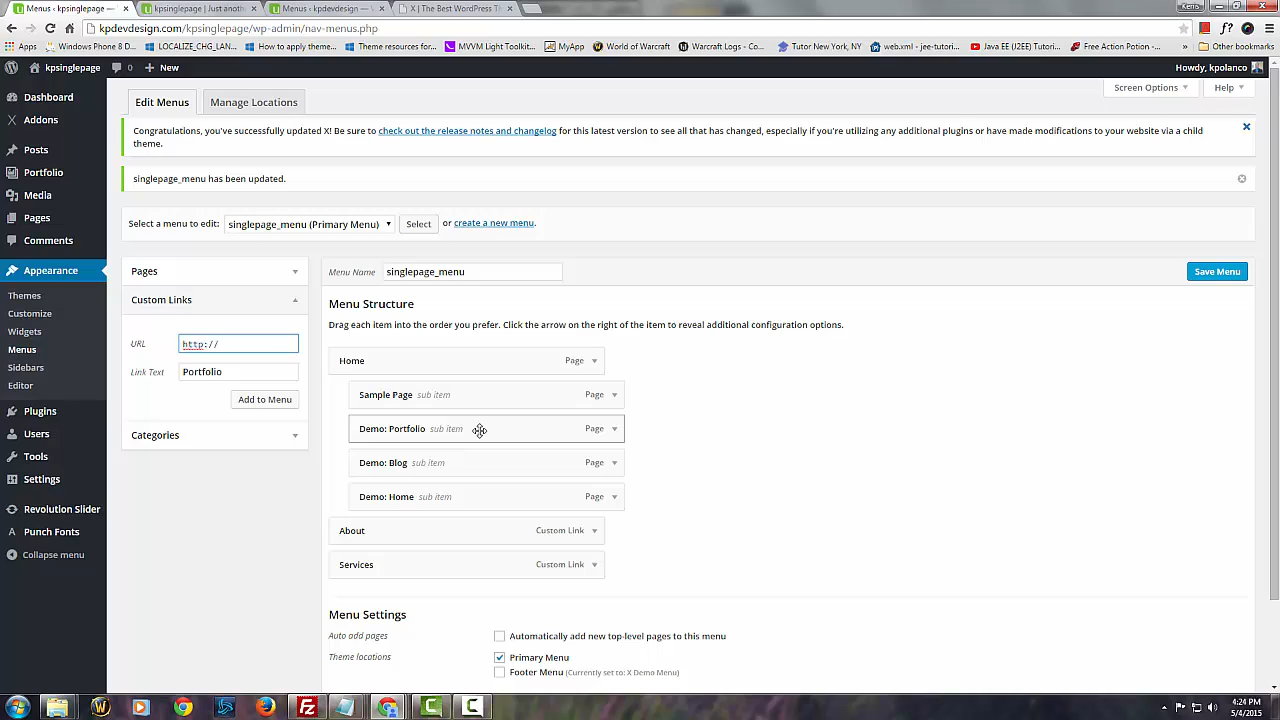 Menus ‹ kpsinglepage —
kpsinglepage | Just anoth
Menus ‹ kpdevdesign — W
X | The Best WordPress Th
Kenis
kpdevdesign.com/kpsinglepage/wp-admin/nav-menus.php
Apps
Windows Phone 8 D...
LOCALIZE_CHG_LAN...
How to apply theme...
Theme resources for...
MVVM Light Toolkit...
MyApp
World of Warcraft
Warcraft Logs - Co...
Tutor New York, NY
web.xml - jee-tutori...
Java EE (J2EE) Tutori...
Free Action Potion -...
»
Other bookmarks
kpsinglepage
0
+ New
Howdy, kpolanco
Dashboard
Addons
Posts
Portfolio
Media
Pages
Comments
Appearance
Themes
Customize
Widgets
Menus
Sidebars
Editor
Plugins
Users
Tools
Settings
Revolution Slider
Punch Fonts
Collapse menu
Screen Options
Help
Edit Menus
Manage Locations
Congratulations, you've successfully updated X! Be sure to check out the release notes and changelog for this latest version to see all that has changed, especially if you're utilizing any additional plugins or have made modifications to your website via a child
theme.
singlepage_menu has been updated.
Select a menu to edit: singlepage_menu (Primary Menu) Select or create a new menu.
Pages
Custom Links
URL http://
Link Text Portfolio
Add to Menu
Categories
Menu Name singlepage_menu
Save Menu
Menu Structure
Drag each item into the order you prefer. Click the arrow on the right of the item to reveal additional configuration options.
Home Page
Sample Page sub item Page
Demo: Portfolio sub item Page
Demo: Blog sub item Page
Demo: Home sub item Page
About Custom Link
Services Custom Link
Menu Settings
Auto add pages Automatically add new top-level pages to this menu
Theme locations Primary Menu
Footer Menu (Currently set to: X Demo Menu)
4:24 PM
5/4/2015